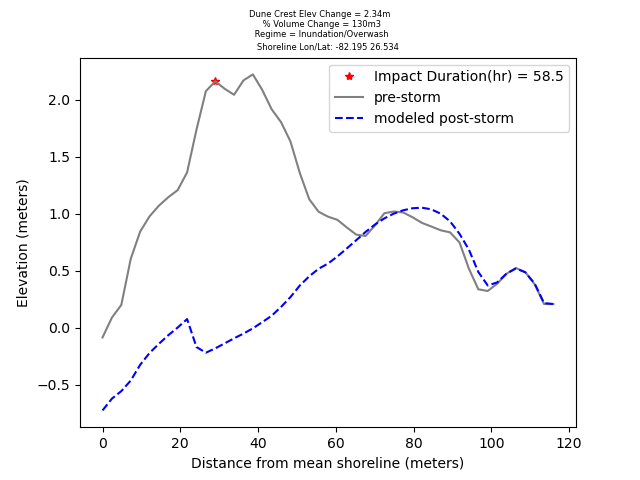 Dune Crest Elev Change = 2.34m
% Volume Change = 130m3
Regime = Inundation/Overwash
Shoreline Lon/Lat: -82.195 26.534
Impact Duration(hr) = 58.5
pre-storm
modeled post-storm
Elevation (meters)
2.0
1.5
1.0
0.5
0.0
−0.5
0 20 40 60 80 100 120
Distance from mean shoreline (meters)